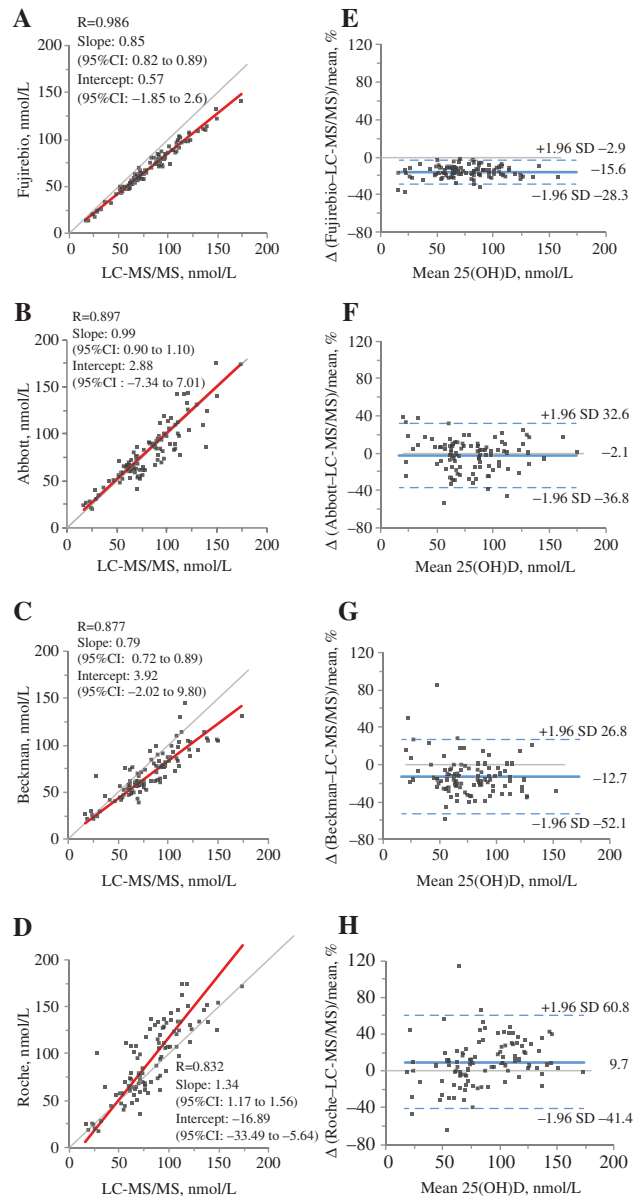 A
R=0.986
Slope: 0.85
(95%CI: 0.82 to 0.89)
Intercept: 0.57
(95%CI: −1.85 to 2.6)
Fujirebio, nmol/L
200
150
100
50
0
0 50 100 150 200
LC-MS/MS, nmol/L
E
Δ (Fujirebio–LC-MS/MS)/mean, %
120
80
40
0
−40
−80
+1.96 SD −2.9
−15.6
−1.96 SD −28.3
0 50 100 150 200
Mean 25(OH)D, nmol/L
B
R=0.897
Slope: 0.99
(95%CI: 0.90 to 1.10)
Intercept: 2.88
(95%CI : −7.34 to 7.01)
Abbott, nmol/L
200
150
100
50
0
0 50 100 150 200
LC-MS/MS, nmol/L
F
Δ (Abbott–LC-MS/MS)/mean, %
120
80
40
0
−40
−80
+1.96 SD 32.6
−2.1
−1.96 SD −36.8
0 50 100 150 200
Mean 25(OH)D, nmol/L
C
R=0.877
Slope: 0.79
(95%CI: 0.72 to 0.89)
Intercept: 3.92
(95%CI: −2.02 to 9.80)
Beckman, nmol/L
200
150
100
50
0
0 50 100 150 200
LC-MS/MS, nmol/L
G
Δ (Beckman–LC-MS/MS)/mean, %
120
80
40
0
−40
−80
+1.96 SD 26.8
−12.7
−1.96 SD −52.1
0 50 100 150 200
Mean 25(OH)D, nmol/L
D
Roche, nmol/L
200
150
100
50
0
R=0.832
Slope: 1.34
(95%CI: 1.17 to 1.56)
Intercept: −16.89
(95%CI: −33.49 to −5.64)
0 50 100 150 200
LC-MS/MS, nmol/L
H
Δ (Roche–LC-MS/MS)/mean, %
120
80
40
0
−40
−80
+1.96 SD 60.8
9.7
−1.96 SD −41.4
0 50 100 150 200
Mean 25(OH)D, nmol/L